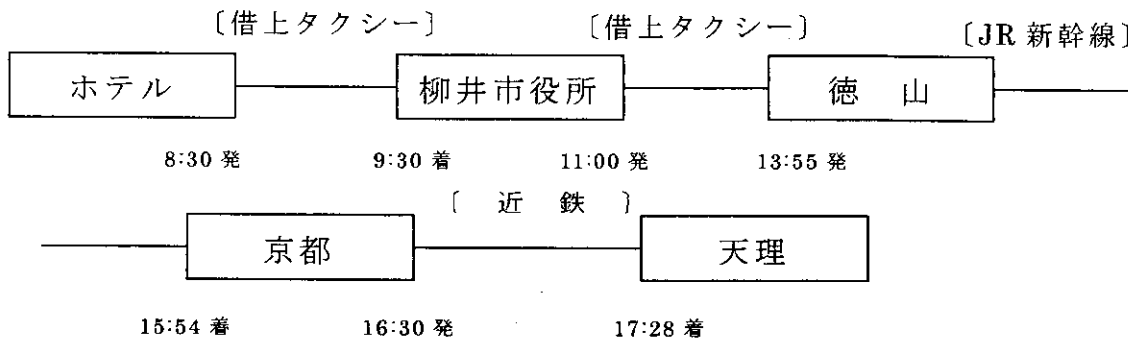 〔借上タクシー〕 〔借上タクシー〕 〔JR 新幹線〕
ホテル 柳井市役所 徳 山
8:30 発 9:30 着 11:00 発 13:55 発
〔 近 鉄 〕
京都 天理
15:54 着 16:30 発 17:28 着